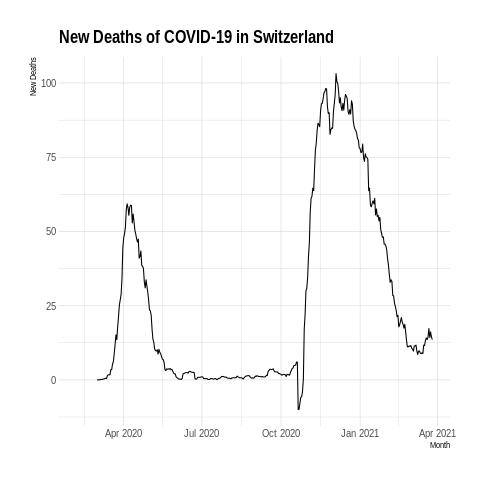 New Deaths of COVID-19 in Switzerland
New Deaths
100
75
50
25
0
Apr 2020 Jul 2020 Oct 2020 Jan 2021 Apr 2021
Month